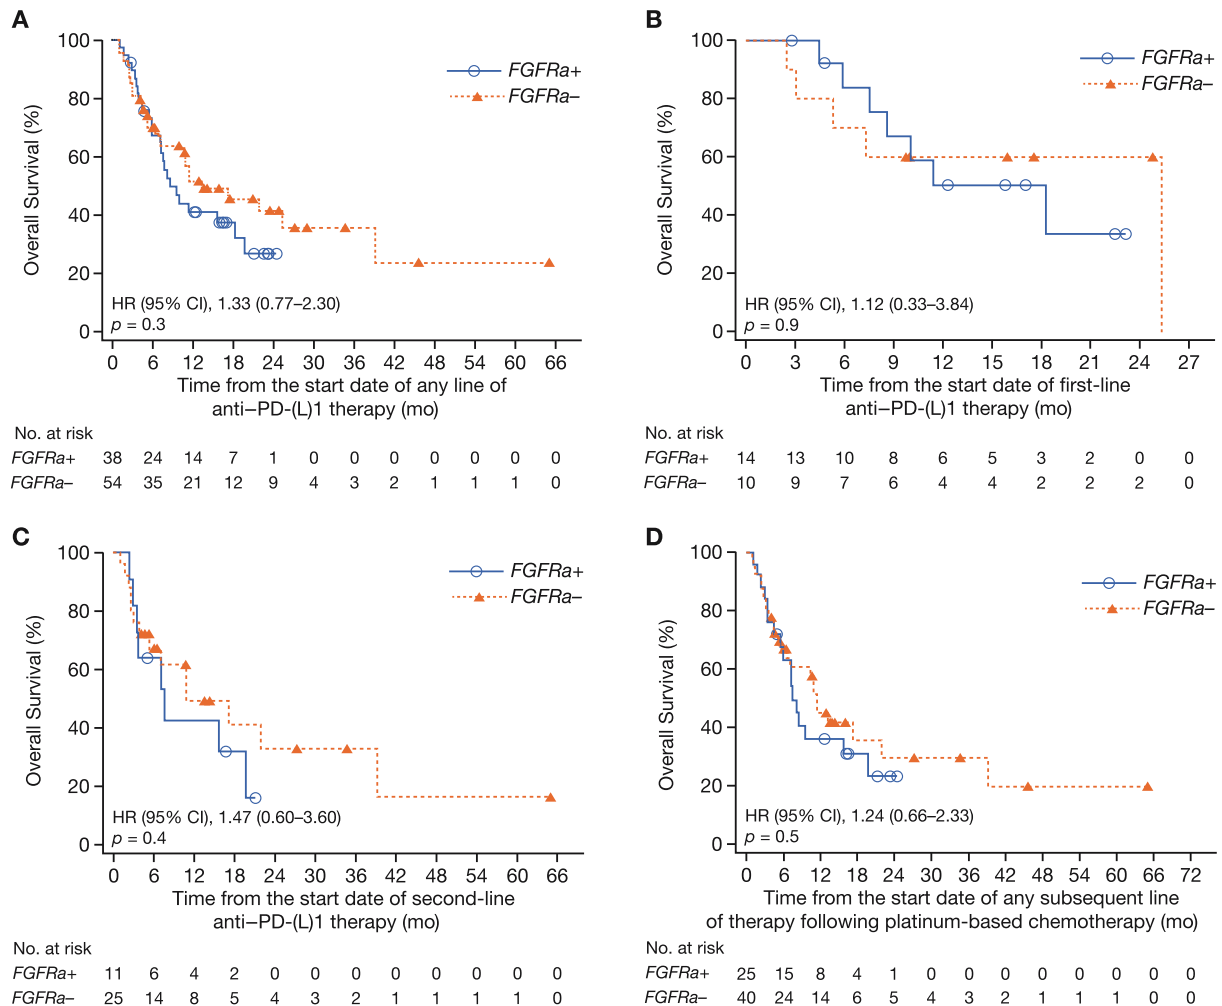 A
Overall Survival (%)
100
80
60
40
20
0
FGFRa+
FGFRa–
HR (95% CI), 1.33 (0.77–2.30)
p = 0.3
0 6 12 18 24 30 36 42 48 54 60 66
Time from the start date of any line of
anti–PD-(L)1 therapy (mo)
No. at risk
FGFRa+ 38 24 14 7 1 0 0 0 0 0 0 0
FGFRa– 54 35 21 12 9 4 3 2 1 1 1 0
B
Overall Survival (%)
100
80
60
40
20
0
FGFRa+
FGFRa–
HR (95% CI), 1.12 (0.33–3.84)
p = 0.9
0 3 6 9 12 15 18 21 24 27
Time from the start date of first-line
anti–PD-(L)1 therapy (mo)
No. at risk
FGFRa+ 14 13 10 8 6 5 3 2 0 0
FGFRa– 10 9 7 6 4 4 2 2 2 0
C
Overall Survival (%)
100
80
60
40
20
0
FGFRa+
FGFRa–
HR (95% CI), 1.47 (0.60–3.60)
p = 0.4
0 6 12 18 24 30 36 42 48 54 60 66
Time from the start date of second-line
anti–PD-(L)1 therapy (mo)
No. at risk
FGFRa+ 11 6 4 2 0 0 0 0 0 0 0 0
FGFRa– 25 14 8 5 4 3 2 1 1 1 1 0
D
Overall Survival (%)
100
80
60
40
20
0
FGFRa+
FGFRa–
HR (95% CI), 1.24 (0.66–2.33)
p = 0.5
0 6 12 18 24 30 36 42 48 54 60 66 72
Time from the start date of any subsequent line
of therapy following platinum-based chemotherapy (mo)
No. at risk
FGFRa+ 25 15 8 4 1 0 0 0 0 0 0 0 0
FGFRa– 40 24 14 6 5 4 3 2 1 1 1 0 0